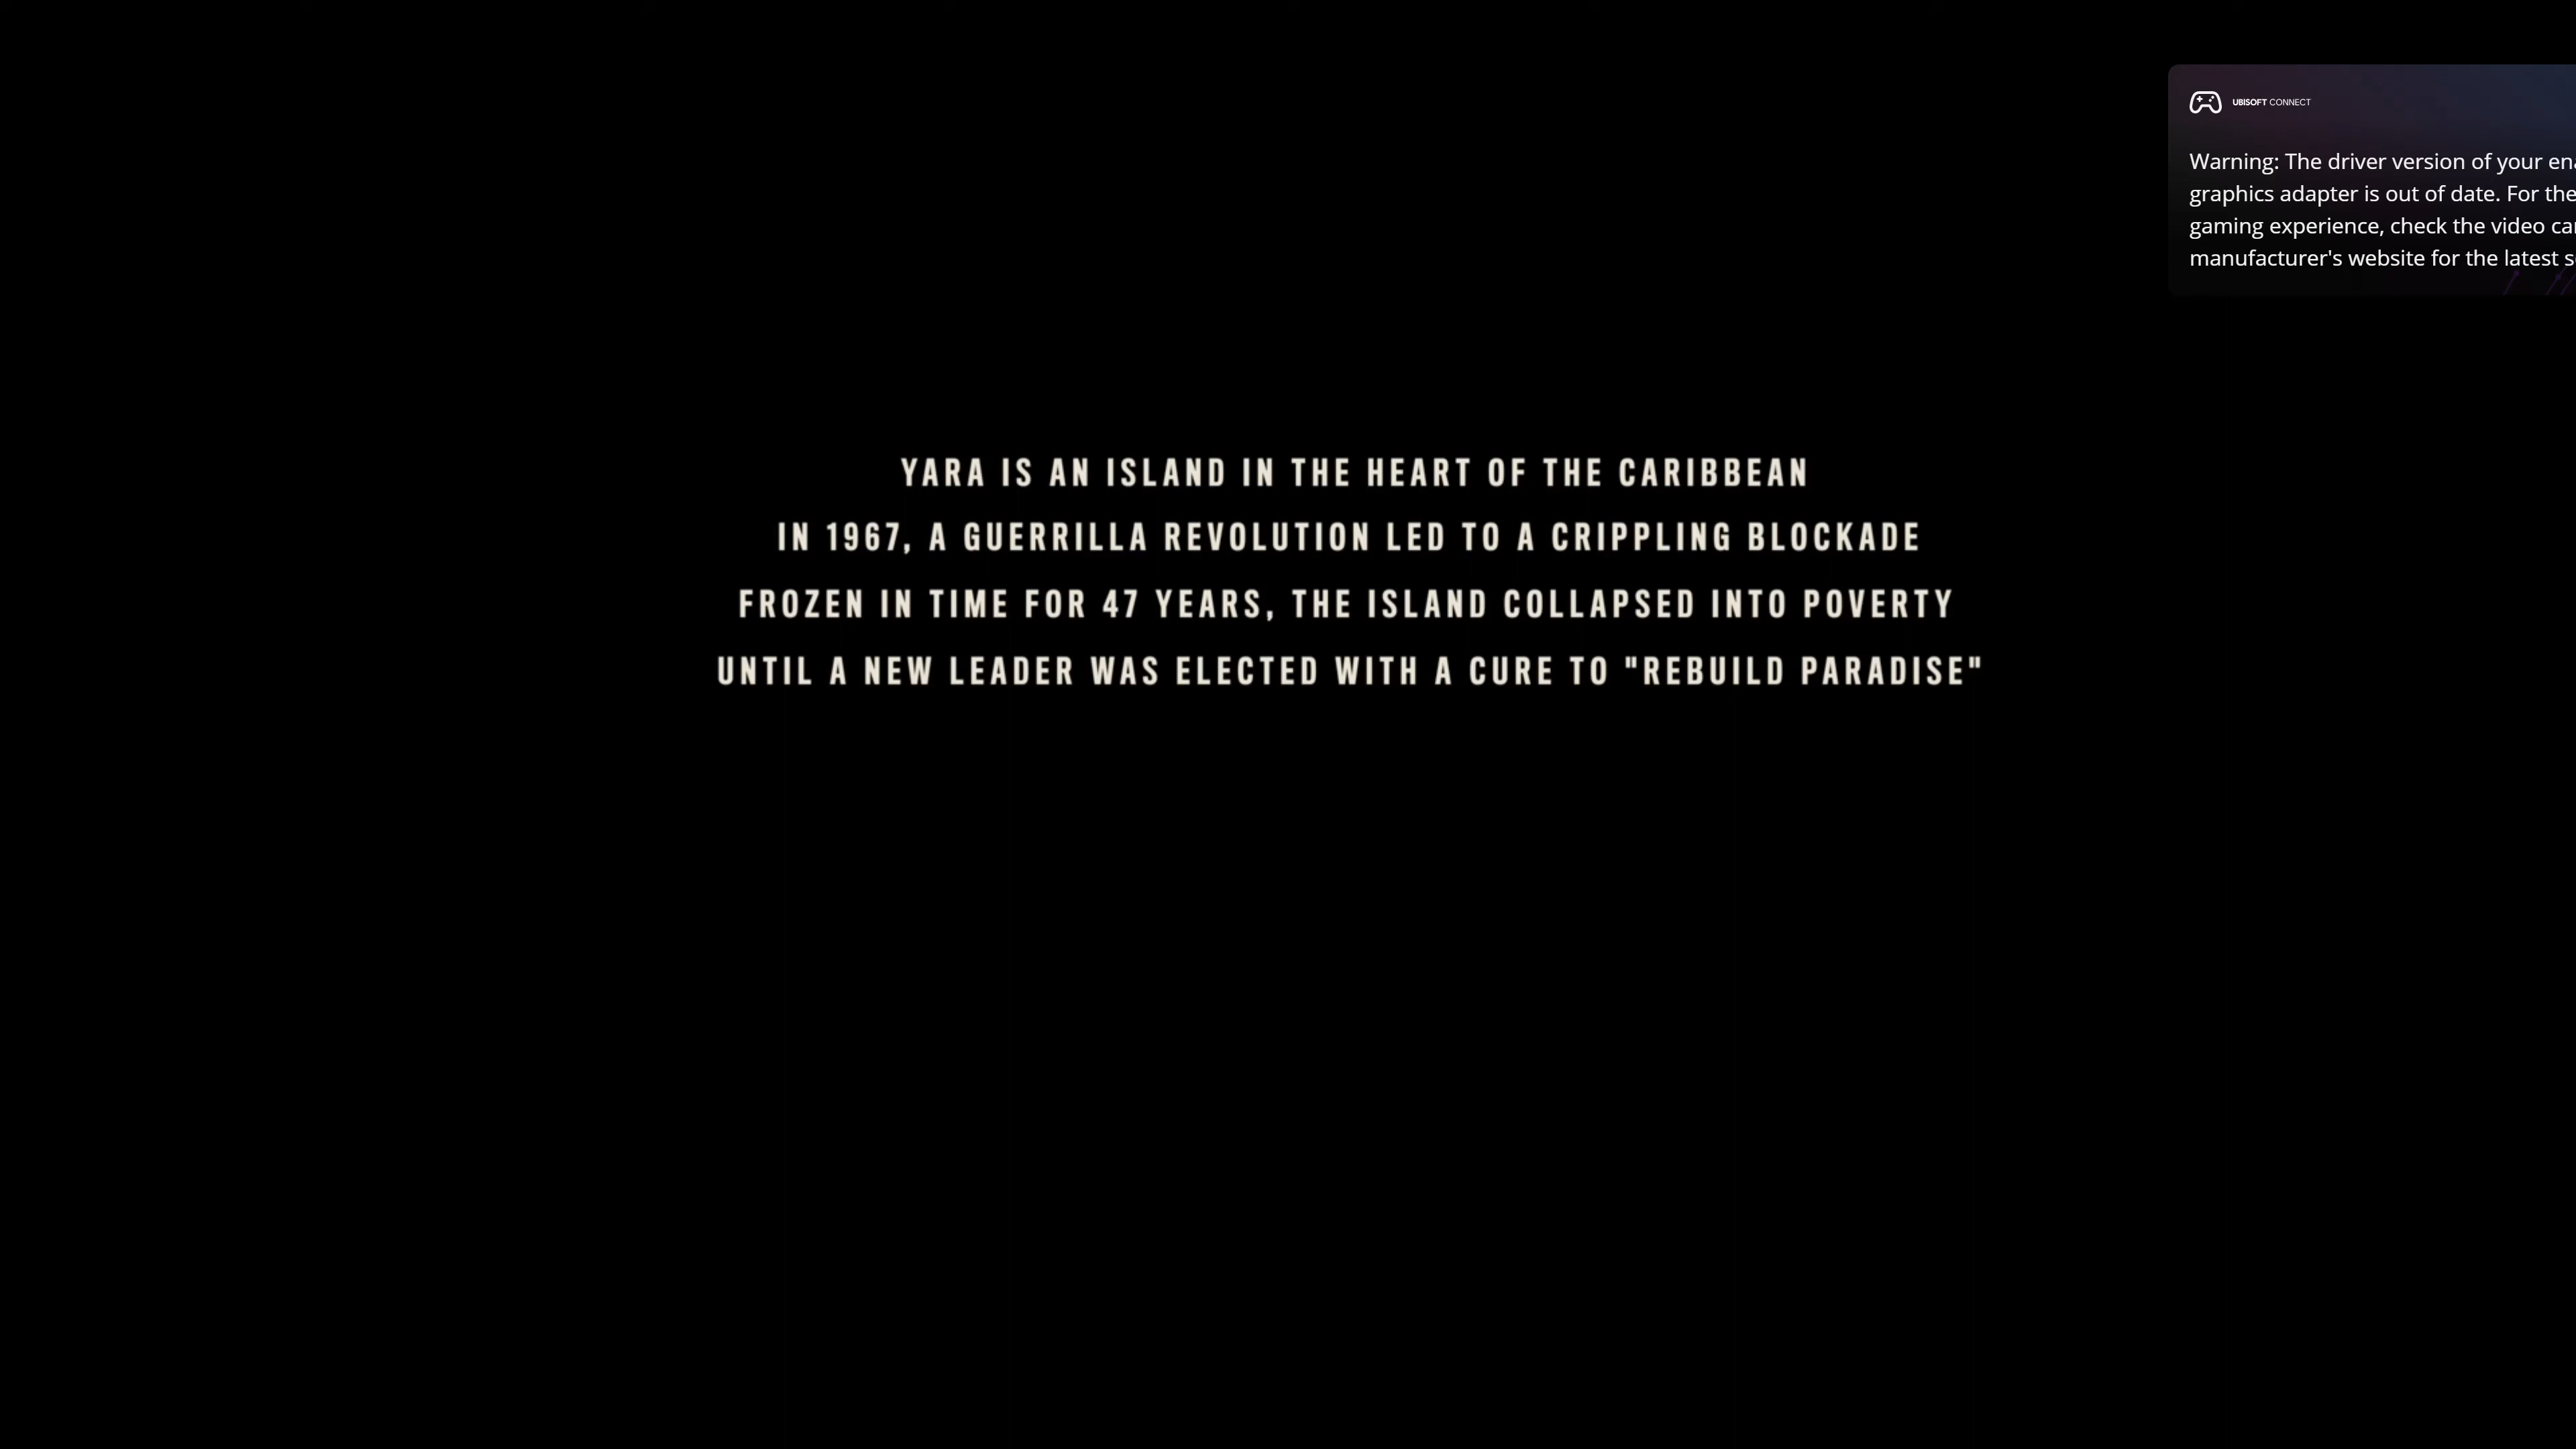 UBISOFT CONNECT
Warning: The driver version of your
graphics adapter is out of date. For the
gaming experience, check the video
manufacturer's website for the latest
YARA IS AN ISLAND IN THE HEART OF THE CARIBBEAN
IN 1967, A GUERRILLA REVOLUTION LED TO A CRIPPLING BLOCKADE
FROZEN IN TIME FOR 47 YEARS, THE ISLAND COLLAPSED INTO POVERTY
UNTIL A NEW LEADER WAS ELECTED WITH A CURE TO "REBUILD PARADISE"